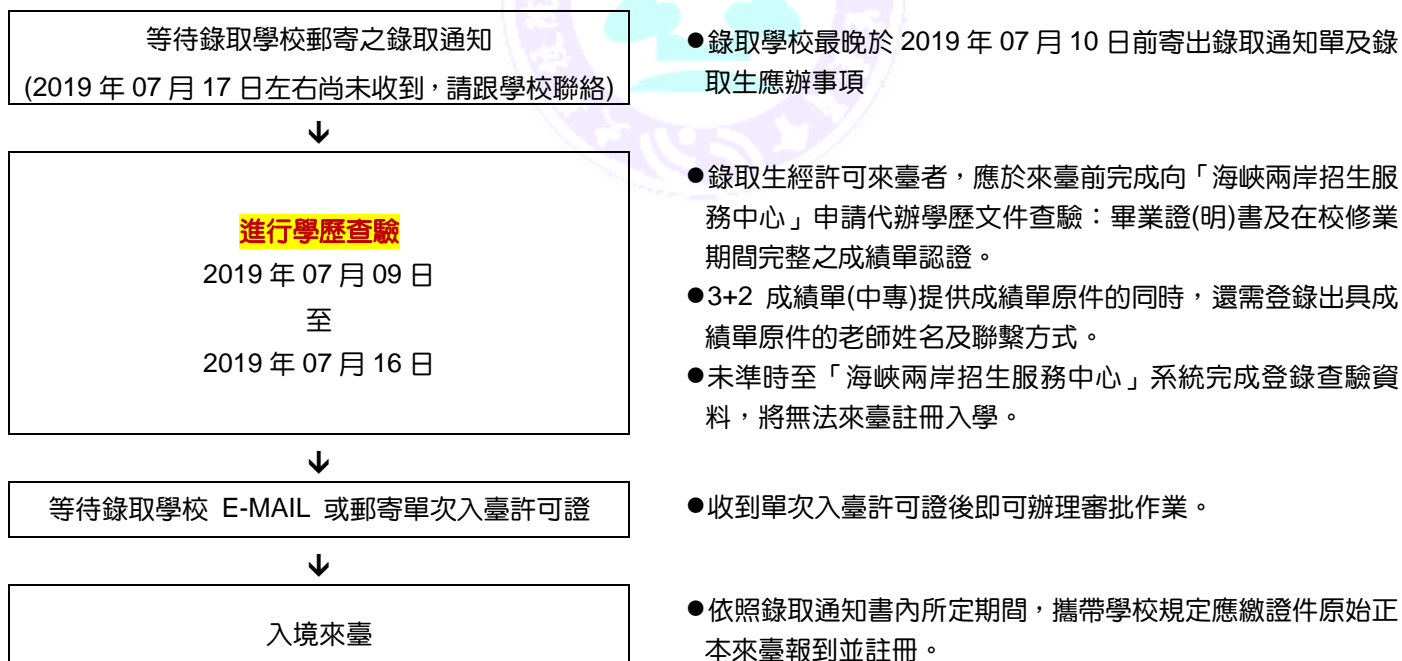 等待錄取學校郵寄之錄取通知
(2019 年 07 月 17 日左右尚未收到，請跟學校聯絡)
●錄取學校最晚於 2019 年 07 月 10 日前寄出錄取通知單及錄
取生應辦事項
進行學歷查驗
2019 年 07 月 09 日
至
2019 年 07 月 16 日
●錄取生經許可來臺者，應於來臺前完成向「海峽兩岸招生服
務中心」申請代辦學歷文件查驗：畢業證(明)書及在校修業
期間完整之成績單認證。
●3+2 成績單(中專)提供成績單原件的同時，還需登錄出具成
績單原件的老師姓名及聯繫方式。
●未準時至「海峽兩岸招生服務中心」系統完成登錄查驗資
料，將無法來臺註冊入學。
等待錄取學校 E-MAIL 或郵寄單次入臺許可證
●收到單次入臺許可證後即可辦理審批作業。
入境來臺
●依照錄取通知書內所定期間，攜帶學校規定應繳證件原始正
本來臺報到並註冊。